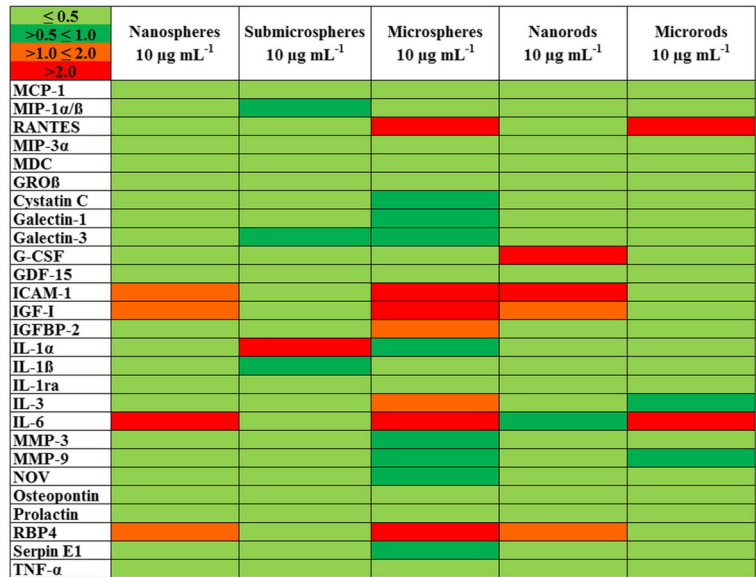 ≤ 0.5
>0.5 ≤ 1.0
>1.0 ≤ 2.0
>2.0
Nanospheres
10 µg mL⁻¹
Submicrospheres
10 µg mL⁻¹
Microspheres
10 µg mL⁻¹
Nanorods
10 µg mL⁻¹
Microrods
10 µg mL⁻¹
MCP-1
MIP-1α/ß
RANTES
MIP-3α
MDC
GROß
Cystatin C
Galectin-1
Galectin-3
G-CSF
GDF-15
ICAM-1
IGF-I
IGFBP-2
IL-1α
IL-1ß
IL-1ra
IL-3
IL-6
MMP-3
MMP-9
NOV
Osteopontin
Prolactin
RBP4
Serpin E1
TNF-α